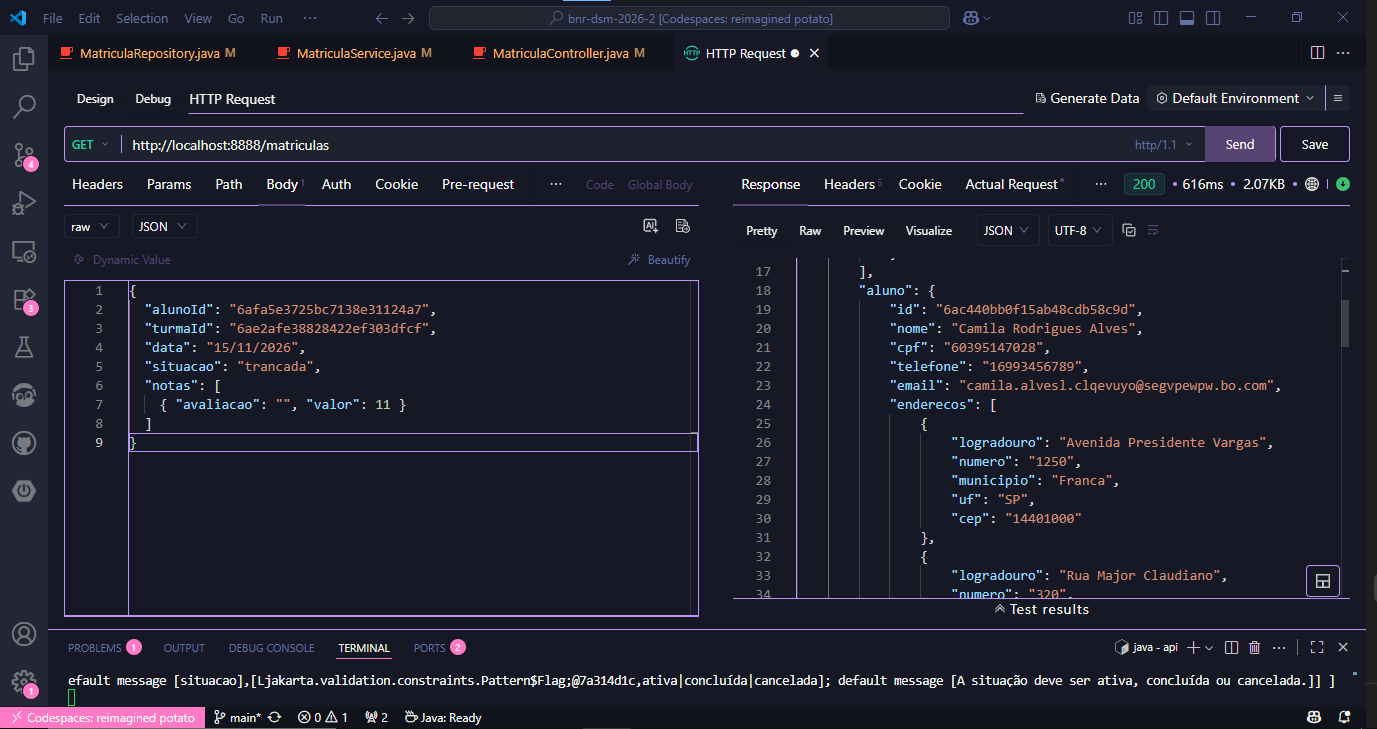 File Edit Selection View Go Run ··· bnr-dsm-2026-2 [Codespaces: reimagined potato]
MatriculaRepository.java M MatriculaService.java M MatriculaController.java M HTTP Request
Design Debug HTTP Request Generate Data Default Environment
GET http://localhost:8888/matriculas http/1.1 Send Save
Headers Params Path Body 1 Auth Cookie Pre-request ··· Code Global Body
Response Headers 5 Cookie Actual Request ··· 200 • 616ms • 2.07KB
raw JSON
Pretty Raw Preview Visualize JSON UTF-8
Dynamic Value Beautify
1 {
2 "alunoId": "6afa5e3725bc7138e31124a7",
3 "turmaId": "6ae2afe38828422ef303dfcf",
4 "data": "15/11/2026",
5 "situacao": "trancada",
6 "notas": [
7 { "avaliacao": "", "valor": 11 }
8 ]
9 }
17 ],
18 "aluno": {
19 "id": "6ac440bb0f15ab48cdb58c9d",
20 "nome": "Camila Rodrigues Alves",
21 "cpf": "60395147028",
22 "telefone": "16993456789",
23 "email": "camila.alvesl.clqevuyo@segvpewpw.bo.com",
24 "enderecos": [
25 {
26 "logradouro": "Avenida Presidente Vargas",
27 "numero": "1250",
28 "municipio": "Franca",
29 "uf": "SP",
30 "cep": "14401000"
31 },
32 {
33 "logradouro": "Rua Major Claudiano",
34 "numero": "320",
Test results
4
3
1
PROBLEMS 1 OUTPUT DEBUG CONSOLE TERMINAL PORTS 2 java - api
efault message [situacao],[Ljakarta.validation.constraints.Pattern$Flag;@7a314d1c,ativa|concluída|cancelada]; default message [A situação deve ser ativa, concluída ou cancelada.]] ]
Codespaces: reimagined potato main* 0 1 2 Java: Ready